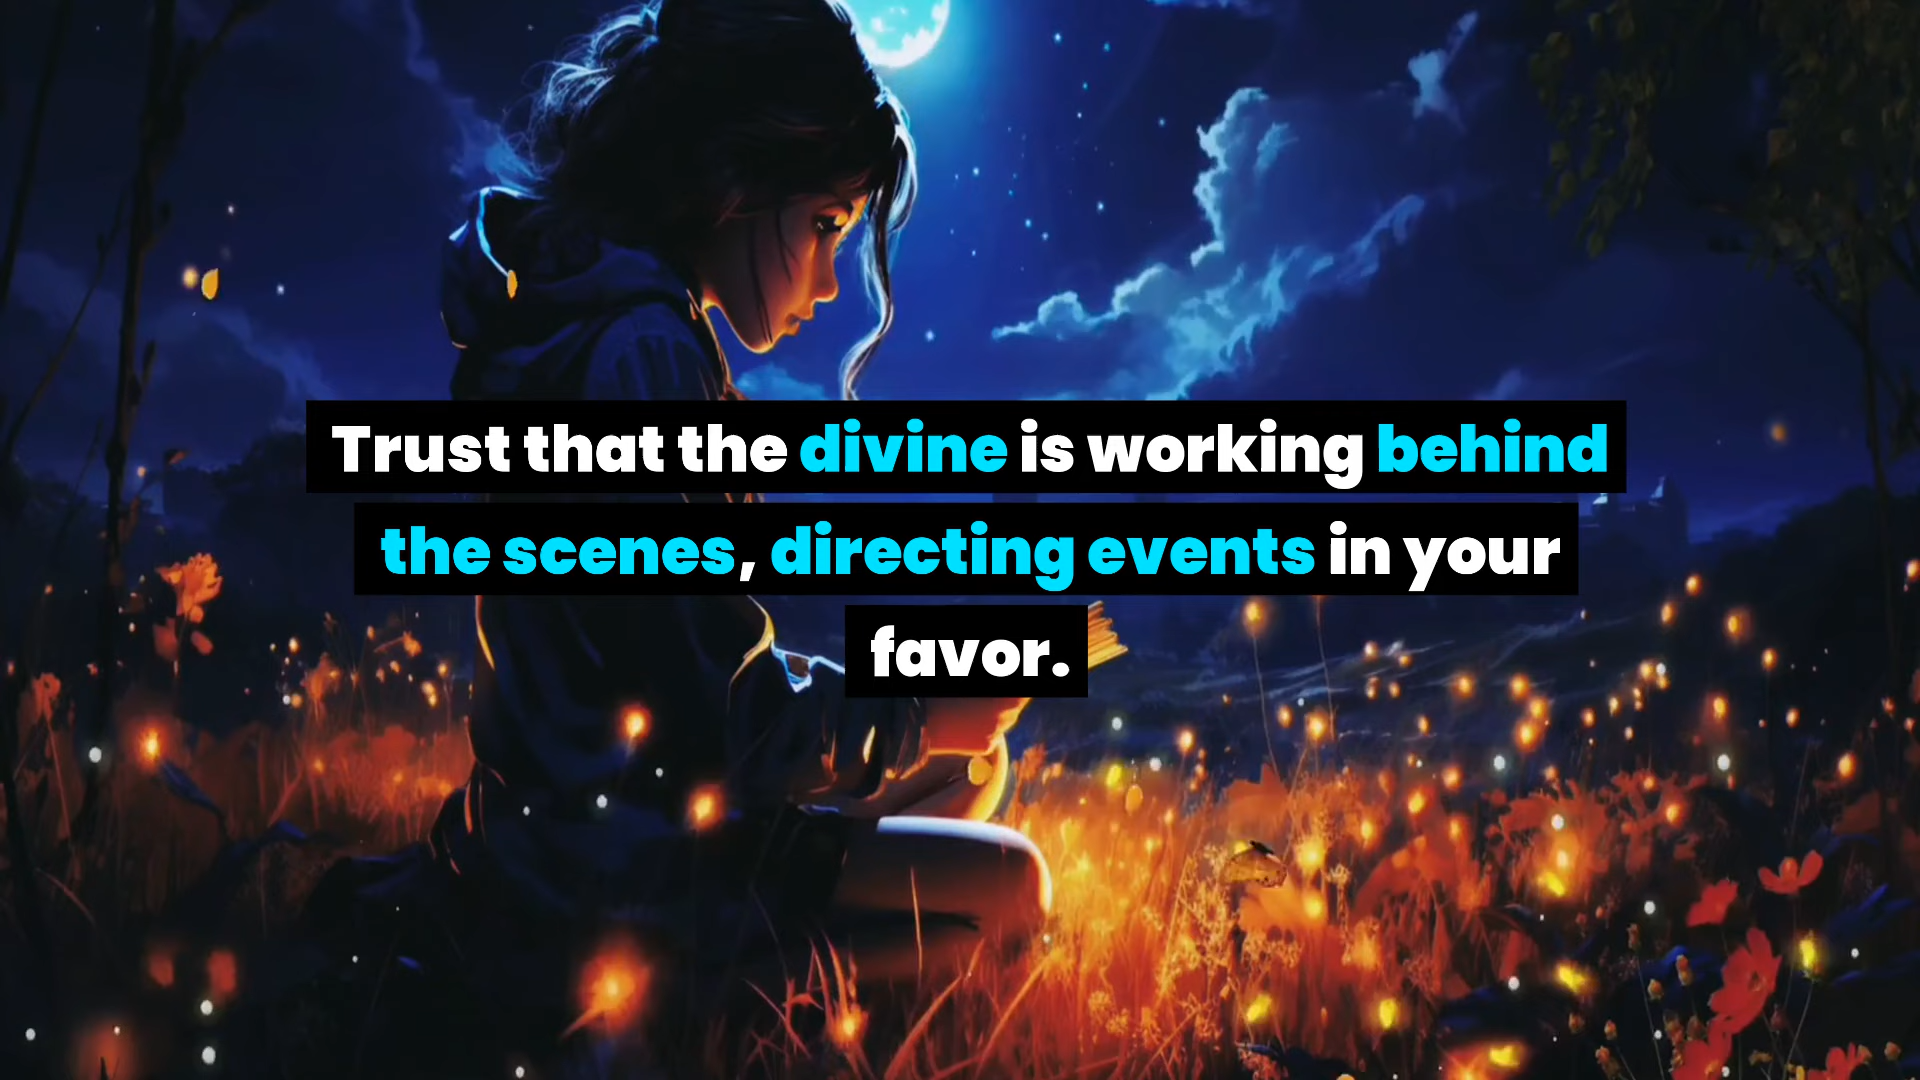 Trust that the divine is working behind
the scenes, directing events in your
favor.